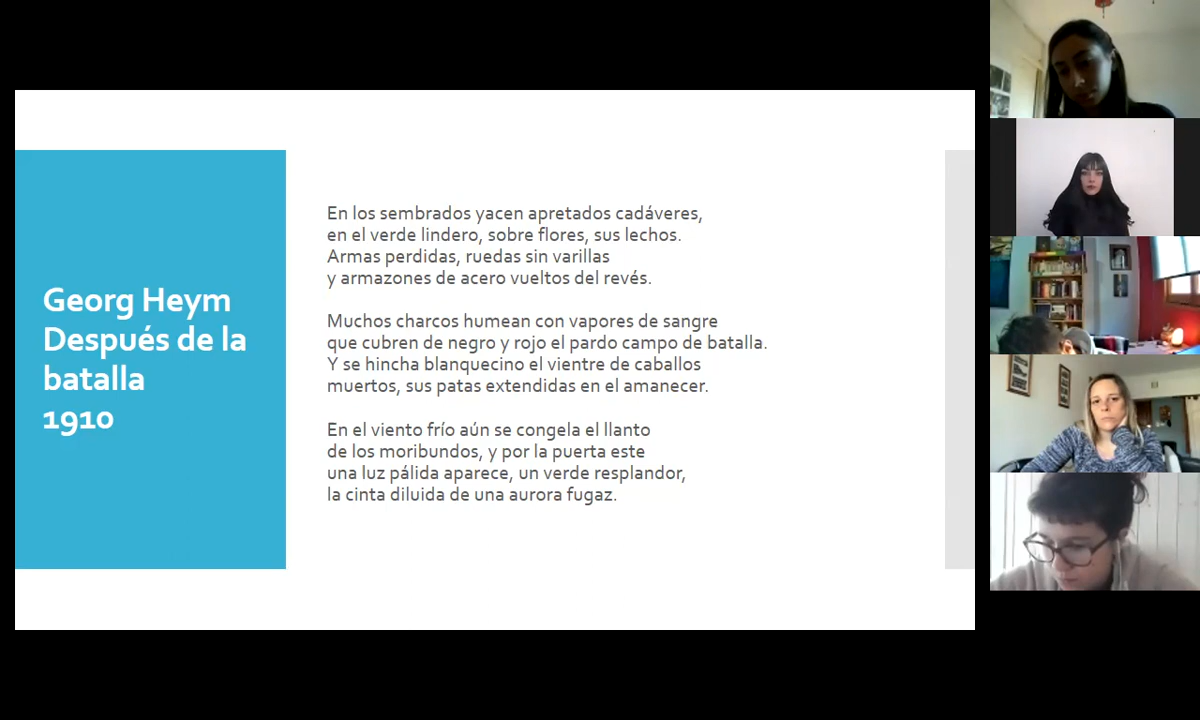 Georg Heym
Después de la
batalla
1910
En los sembrados yacen apretados cadáveres,
en el verde lindero, sobre flores, sus lechos.
Armas perdidas, ruedas sin varillas
y armazones de acero vueltos del revés.
Muchos charcos humean con vapores de sangre
que cubren de negro y rojo el pardo campo de batalla.
Y se hincha blanquecino el vientre de caballos
muertos, sus patas extendidas en el amanecer.
En el viento frío aún se congela el llanto
de los moribundos, y por la puerta este
una luz pálida aparece, un verde resplandor,
la cinta diluida de una aurora fugaz.